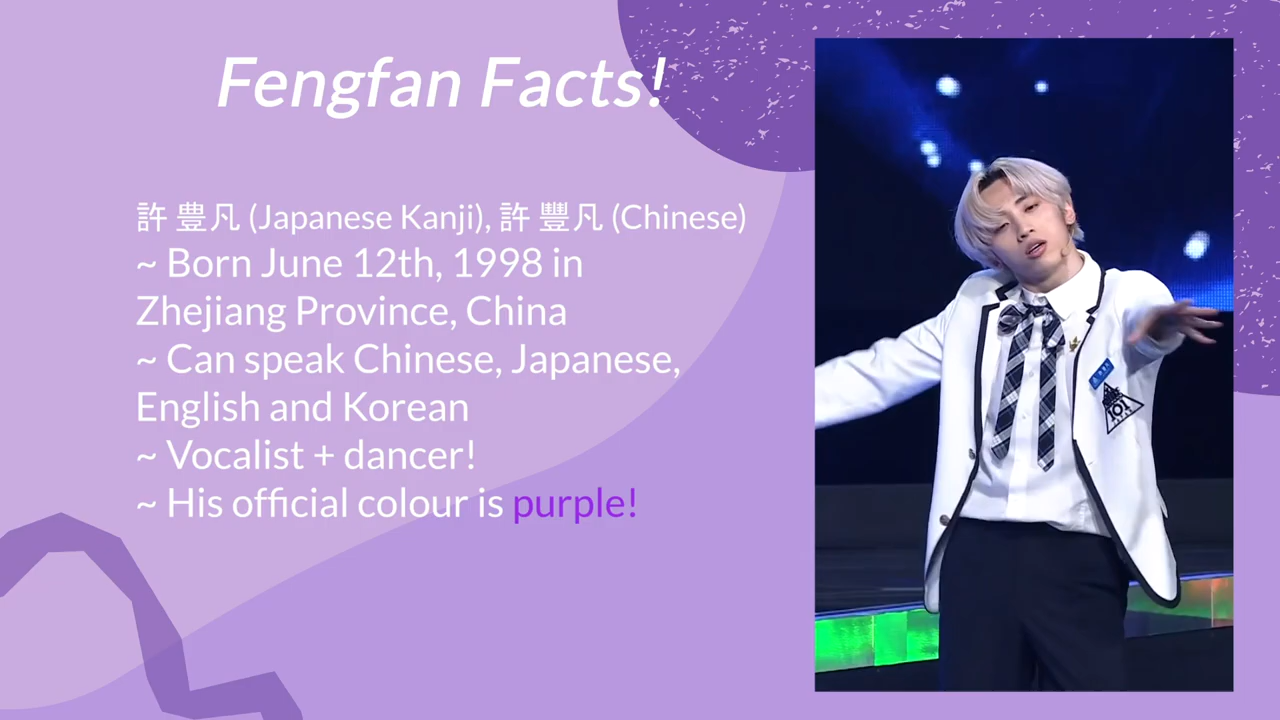 Fengfan Facts!
許 豊凡 (Japanese Kanji), 許 豐凡 (Chinese)
~ Born June 12th, 1998 in
Zhejiang Province, China
~ Can speak Chinese, Japanese,
English and Korean
~ Vocalist + dancer!
~ His official colour is purple!
101